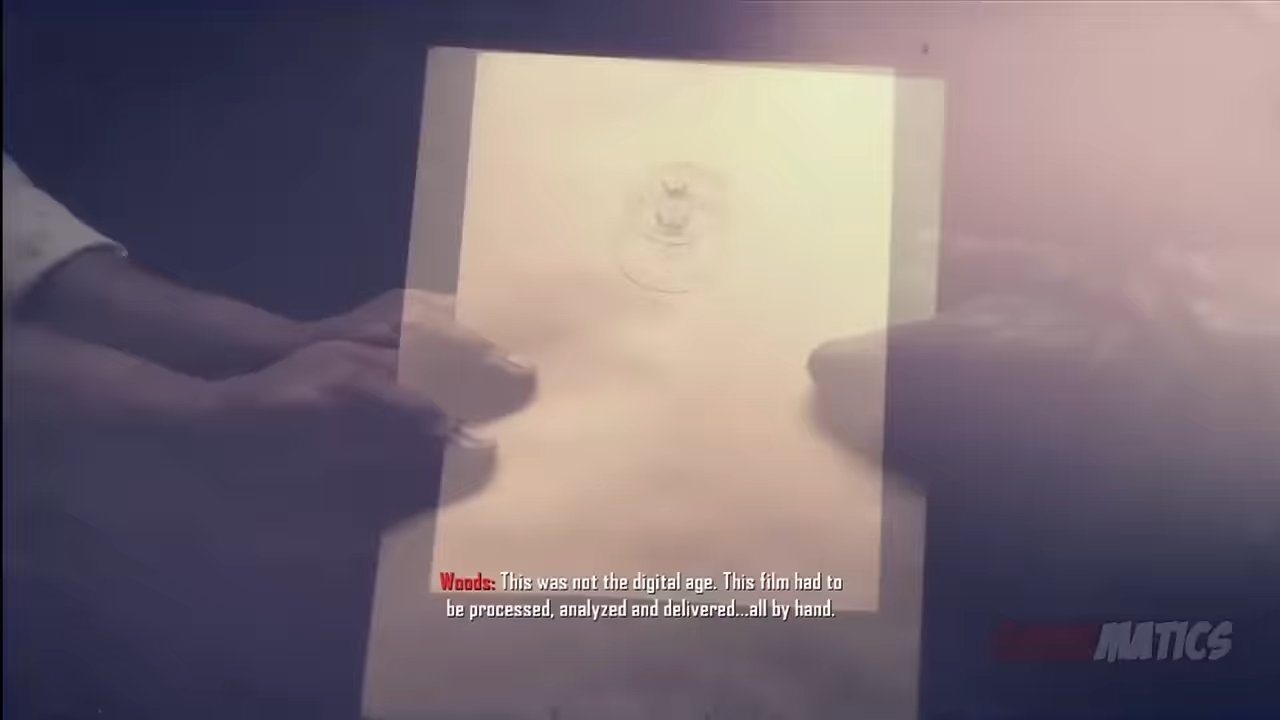 Woods: This was not the digital age. This film had to
be processed, analyzed and delivered...all by hand.
MATICS